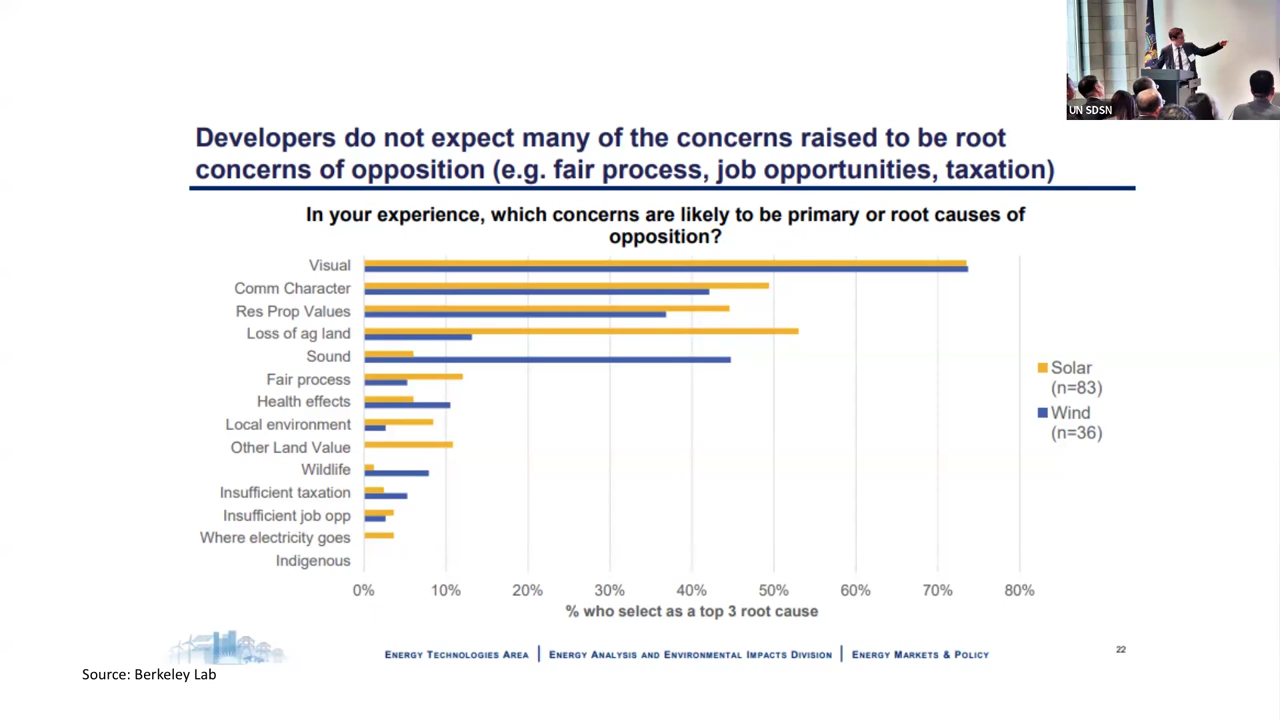 UN SDSN
Developers do not expect many of the concerns raised to be root
concerns of opposition (e.g. fair process, job opportunities, taxation)
In your experience, which concerns are likely to be primary or root causes of
opposition?
Visual
Comm Character
Res Prop Values
Loss of ag land
Sound
Fair process
Health effects
Local environment
Other Land Value
Wildlife
Insufficient taxation
Insufficient job opp
Where electricity goes
Indigenous
Solar
(n=83)
Wind
(n=36)
0% 10% 20% 30% 40% 50% 60% 70% 80%
% who select as a top 3 root cause
ENERGY TECHNOLOGIES AREA | ENERGY ANALYSIS AND ENVIRONMENTAL IMPACTS DIVISION | ENERGY MARKETS & POLICY
22
Source: Berkeley Lab